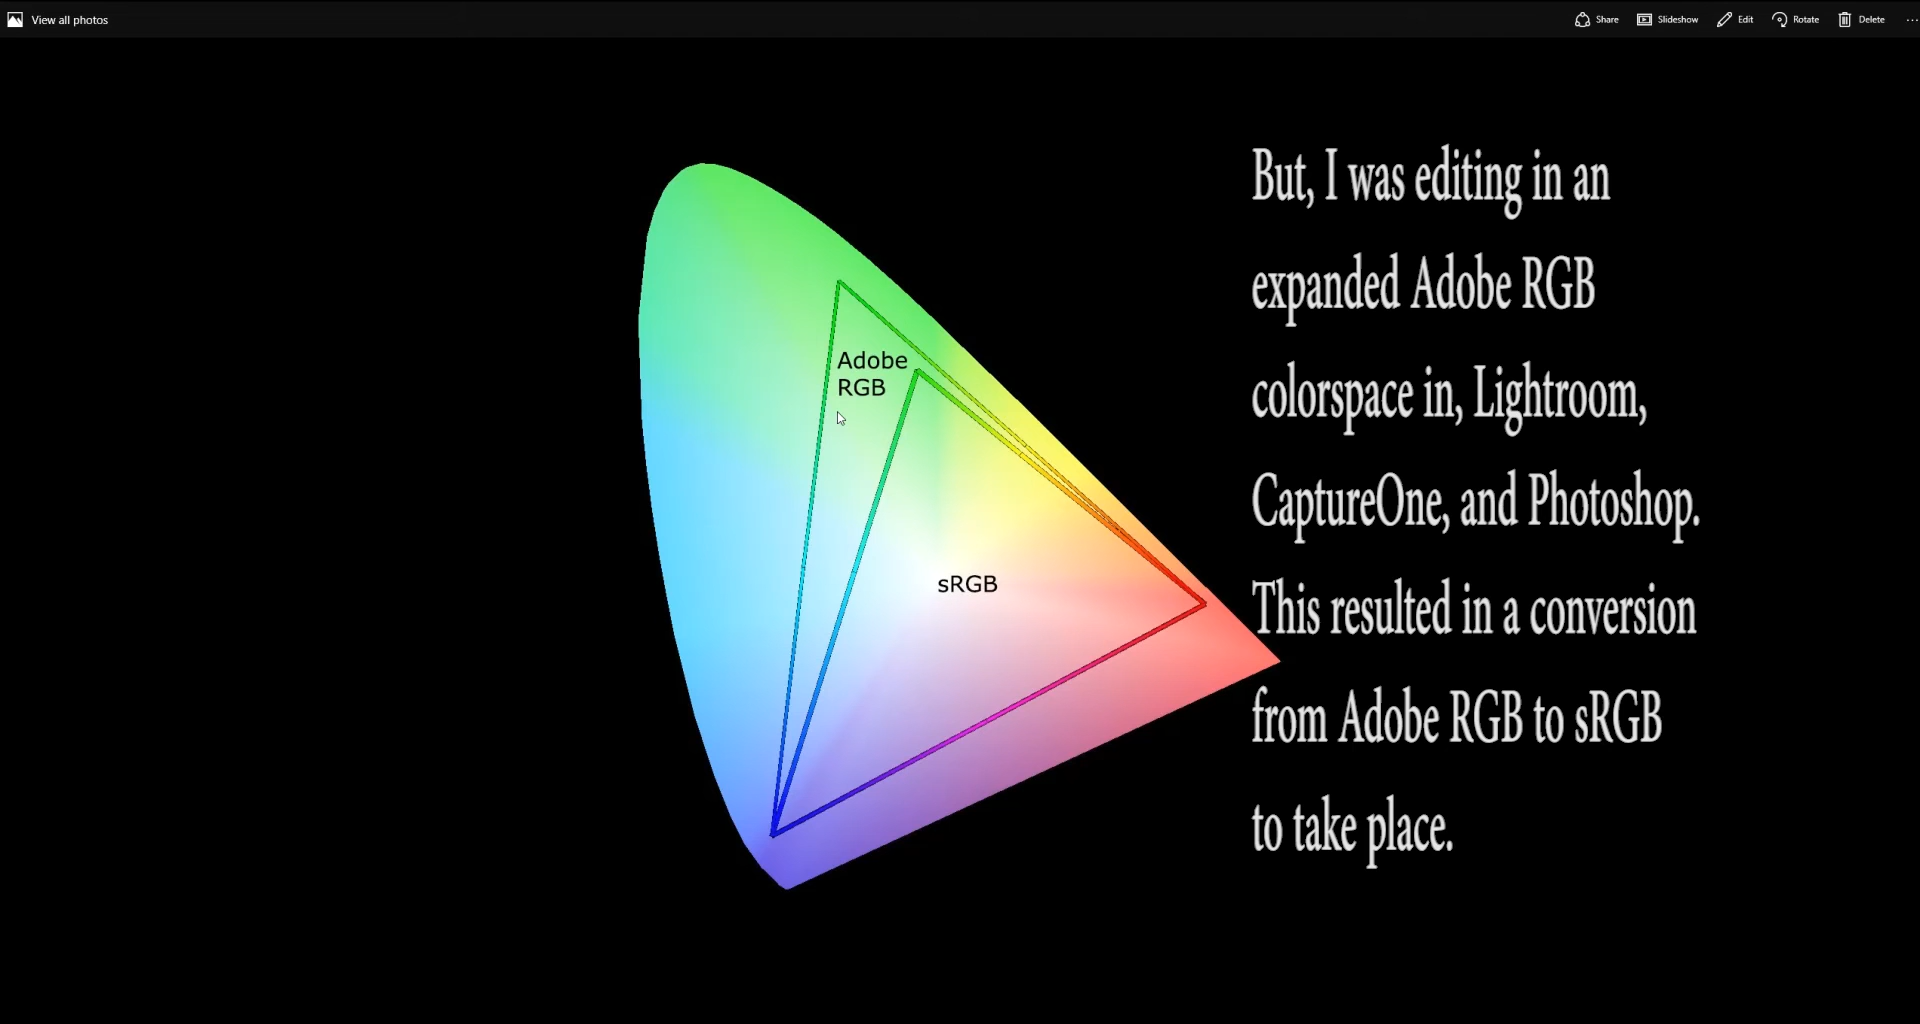 View all photos
Share
Slideshow
Edit
Rotate
Delete
But, I was editing in an
expanded Adobe RGB
colorspace in, Lightroom,
CaptureOne, and Photoshop.
This resulted in a conversion
from Adobe RGB to sRGB
to take place.
Adobe
RGB
sRGB